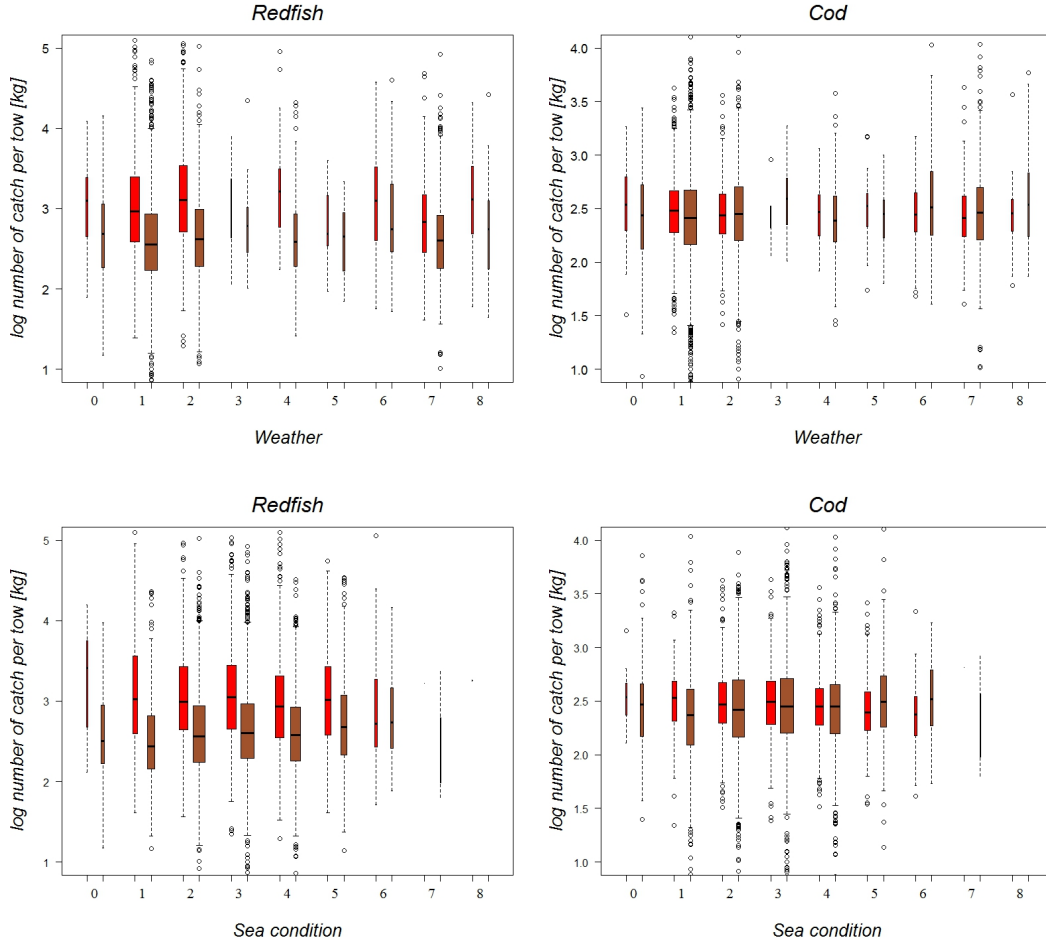 Redfish
log number of catch per tow [kg]
5
4
3
2
1
0 1 2 3 4 5 6 7 8
Weather
Cod
log number of catch per tow [kg]
4.0
3.5
3.0
2.5
2.0
1.5
1.0
0 1 2 3 4 5 6 7 8
Weather
Redfish
log number of catch per tow [kg]
5
4
3
2
1
0 1 2 3 4 5 6 7 8
Sea condition
Cod
log number of catch per tow [kg]
4.0
3.5
3.0
2.5
2.0
1.5
1.0
0 1 2 3 4 5 6 7 8
Sea condition